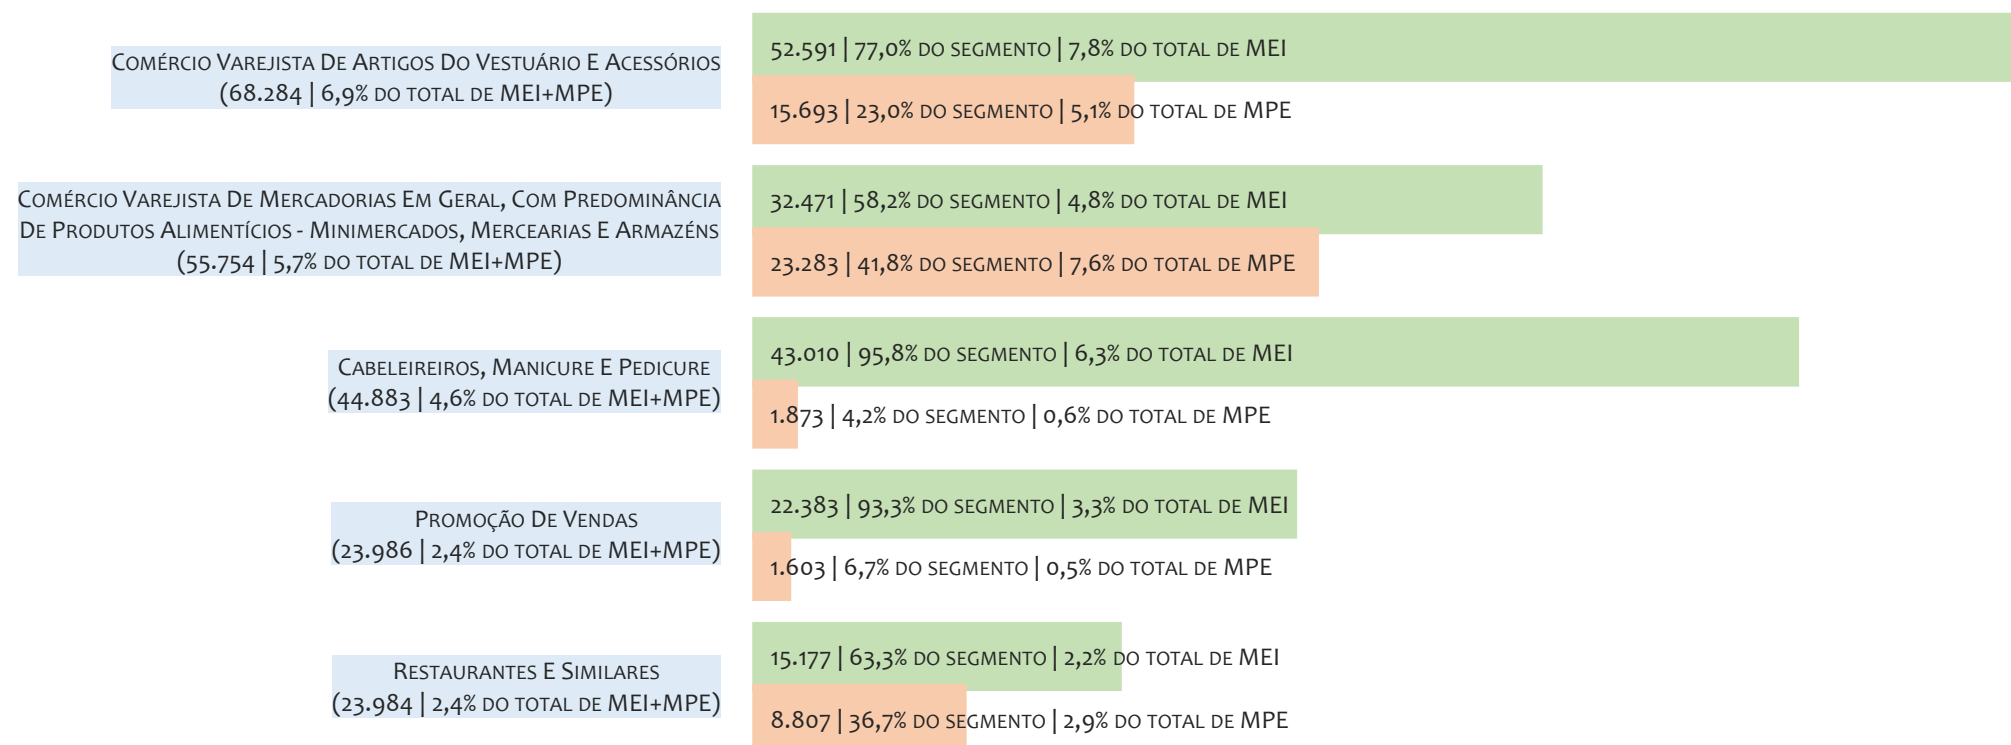 Comércio Varejista De Artigos Do Vestuário E Acessórios
(68.284 | 6,9% do total de MEI+MPE)
52.591 | 77,0% do segmento | 7,8% do total de MEI
15.693 | 23,0% do segmento | 5,1% do total de MPE
Comércio Varejista De Mercadorias Em Geral, Com Predominância
De Produtos Alimentícios - Minimercados, Mercearias E Armazéns
(55.754 | 5,7% do total de MEI+MPE)
32.471 | 58,2% do segmento | 4,8% do total de MEI
23.283 | 41,8% do segmento | 7,6% do total de MPE
Cabeleireiros, Manicure E Pedicure
(44.883 | 4,6% do total de MEI+MPE)
43.010 | 95,8% do segmento | 6,3% do total de MEI
1.873 | 4,2% do segmento | 0,6% do total de MPE
Promoção De Vendas
(23.986 | 2,4% do total de MEI+MPE)
22.383 | 93,3% do segmento | 3,3% do total de MEI
1.603 | 6,7% do segmento | 0,5% do total de MPE
Restaurantes E Similares
(23.984 | 2,4% do total de MEI+MPE)
15.177 | 63,3% do segmento | 2,2% do total de MEI
8.807 | 36,7% do segmento | 2,9% do total de MPE